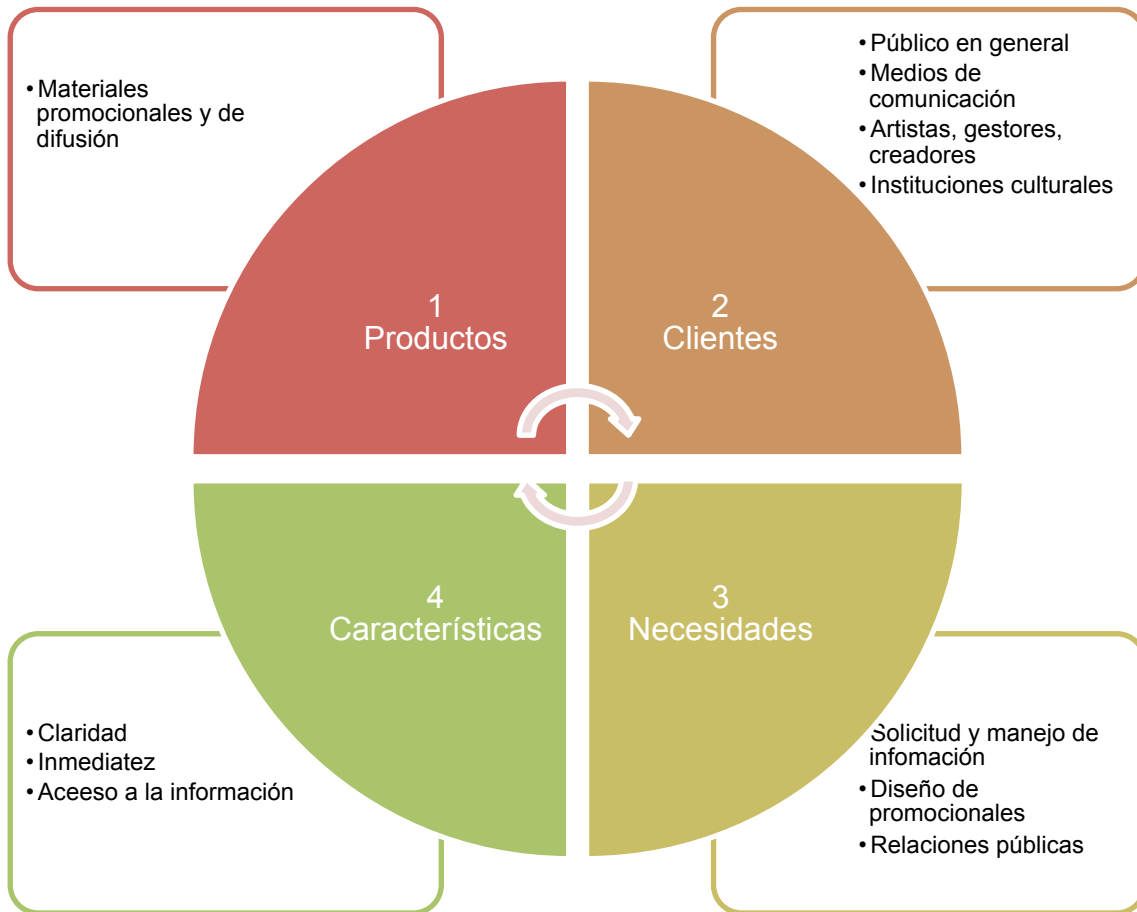 • Materiales
promocionales y de
difusión
• Público en general
• Medios de
comunicación
• Artistas, gestores,
creadores
• Instituciones culturales
1
Productos
2
Clientes
4
Características
3
Necesidades
• Claridad
• Inmediatez
• Aceeso a la información
Solicitud y manejo de
infomación
• Diseño de
promocionales
• Relaciones públicas